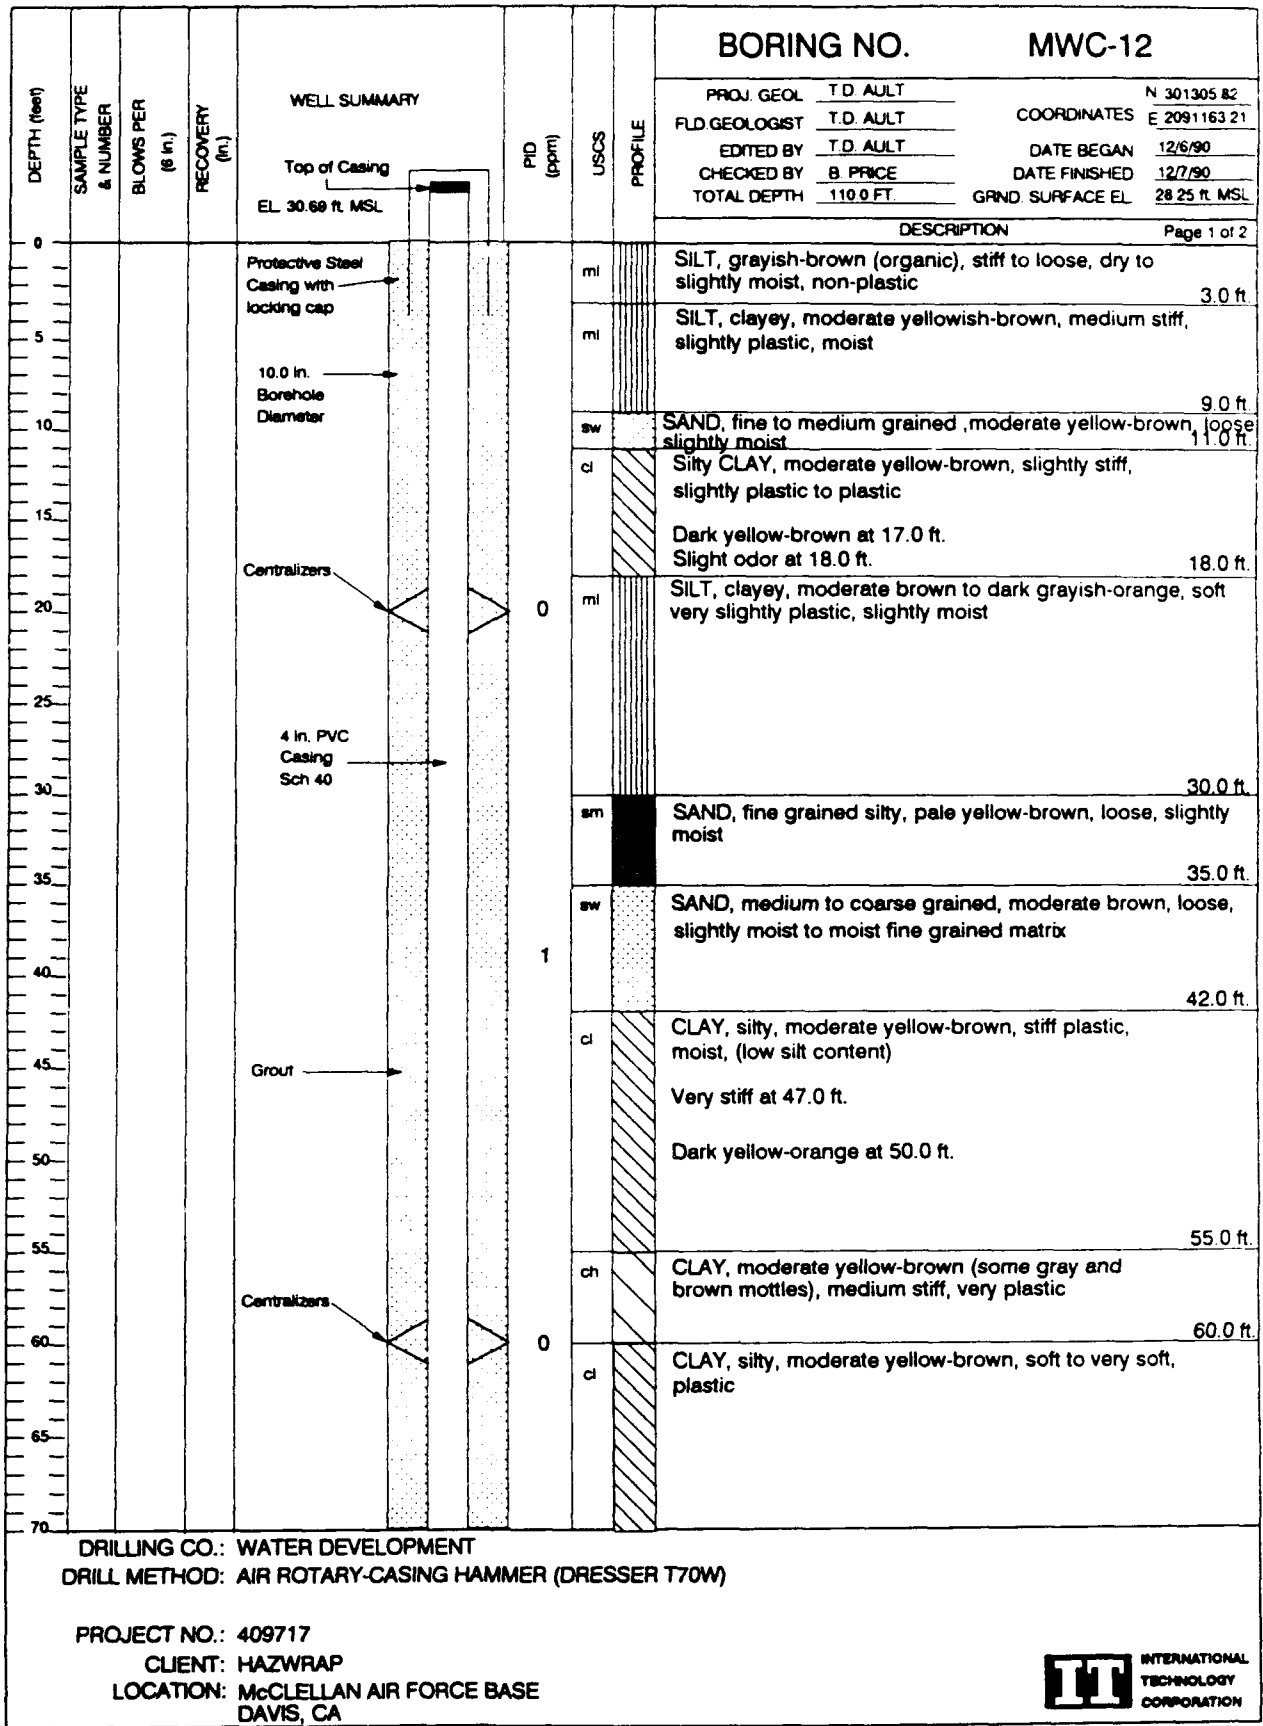 BORING NO. MWC-12
DEPTH (feet)
SAMPLE TYPE
& NUMBER
BLOWS PER
(6 in.)
RECOVERY
(in.)
WELL SUMMARY
Top of Casing
EL 30.69 ft. MSL
PID
(ppm)
USCS
PROFILE
PROJ. GEOL T.D. AULT
FLD.GEOLOGIST T.D. AULT
EDITED BY T.D. AULT
CHECKED BY B. PRICE
TOTAL DEPTH 110 0 FT.
COORDINATES N 301305 82
E 2091163 21
DATE BEGAN 12/6/90
DATE FINISHED 12/7/90
GRND. SURFACE EL 28 25 ft. MSL
DESCRIPTION Page 1 of 2
0
Protective Steel
Casing with
locking cap
ml
SILT, grayish-brown (organic), stiff to loose, dry to
slightly moist, non-plastic
3.0 ft.
5
ml
SILT, clayey, moderate yellowish-brown, medium stiff,
slightly plastic, moist
10.0 in.
Borehole
Diameter
9.0 ft.
10
sw
SAND, fine to medium grained ,moderate yellow-brown, loose
slightly moist
11.0 ft.
cl
Silty CLAY, moderate yellow-brown, slightly stiff,
slightly plastic to plastic
15
Dark yellow-brown at 17.0 ft.
Slight odor at 18.0 ft.
18.0 ft.
Centralizers
20
0
ml
SILT, clayey, moderate brown to dark grayish-orange, soft
very slightly plastic, slightly moist
25
4 in. PVC
Casing
Sch 40
30.0 ft.
30
sm
SAND, fine grained silty, pale yellow-brown, loose, slightly
moist
35.0 ft.
35
sw
SAND, medium to coarse grained, moderate brown, loose,
slightly moist to moist fine grained matrix
1
40
42.0 ft.
cl
CLAY, silty, moderate yellow-brown, stiff plastic,
moist, (low silt content)
45
Grout
Very stiff at 47.0 ft.
50
Dark yellow-orange at 50.0 ft.
55.0 ft.
55
ch
CLAY, moderate yellow-brown (some gray and
brown mottles), medium stiff, very plastic
Centralizers
60.0 ft.
60
0
cl
CLAY, silty, moderate yellow-brown, soft to very soft,
plastic
65
70
DRILLING CO.: WATER DEVELOPMENT
DRILL METHOD: AIR ROTARY-CASING HAMMER (DRESSER T70W)
PROJECT NO.: 409717
CLIENT: HAZWRAP
LOCATION: McCLELLAN AIR FORCE BASE
DAVIS, CA
IT INTERNATIONAL
TECHNOLOGY
CORPORATION